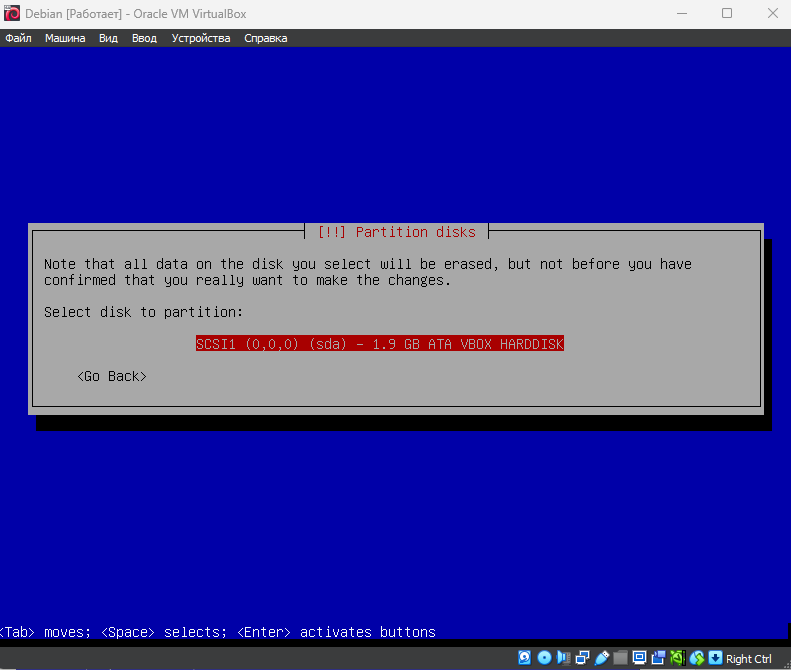 Debian [Работает] - Oracle VM VirtualBox
Файл Машина Вид Ввод Устройства Справка
[!!] Partition disks
Note that all data on the disk you select will be erased, but not before you have
confirmed that you really want to make the changes.
Select disk to partition:
SCSI1 (0,0,0) (sda) - 1.9 GB ATA VBOX HARDDISK
<Go Back>
<Tab> moves; <Space> selects; <Enter> activates buttons
Right Ctrl